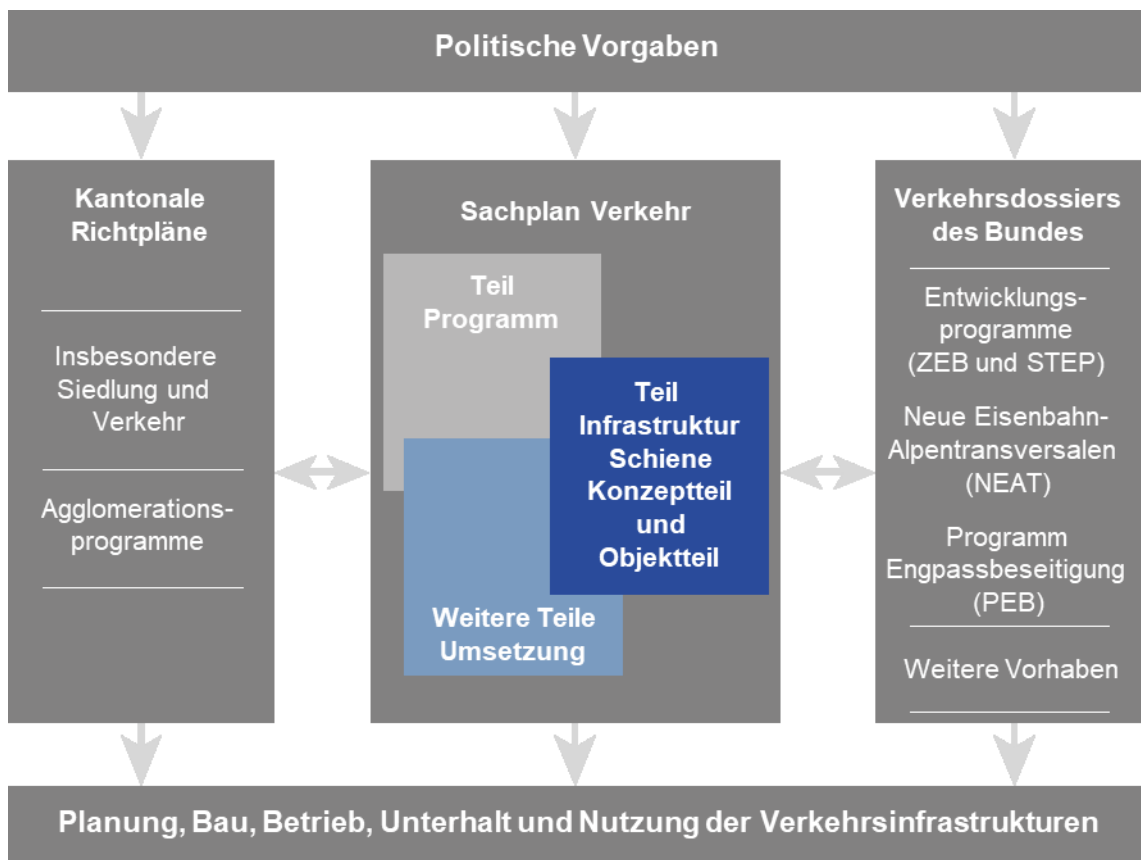 Politische Vorgaben
Kantonale
Richtpläne
Insbesondere
Siedlung und
Verkehr
Agglomerations-
programme
Sachplan Verkehr
Teil
Programm
Teil
Infrastruktur
Schiene
Konzeptteil
und
Objektteil
Weitere Teile
Umsetzung
Verkehrsdossiers
des Bundes
Entwicklungs-
programme
(ZEB und STEP)
Neue Eisenbahn-
Alpentransversalen
(NEAT)
Programm
Engpassbeseitigung
(PEB)
Weitere Vorhaben
Planung, Bau, Betrieb, Unterhalt und Nutzung der Verkehrsinfrastrukturen